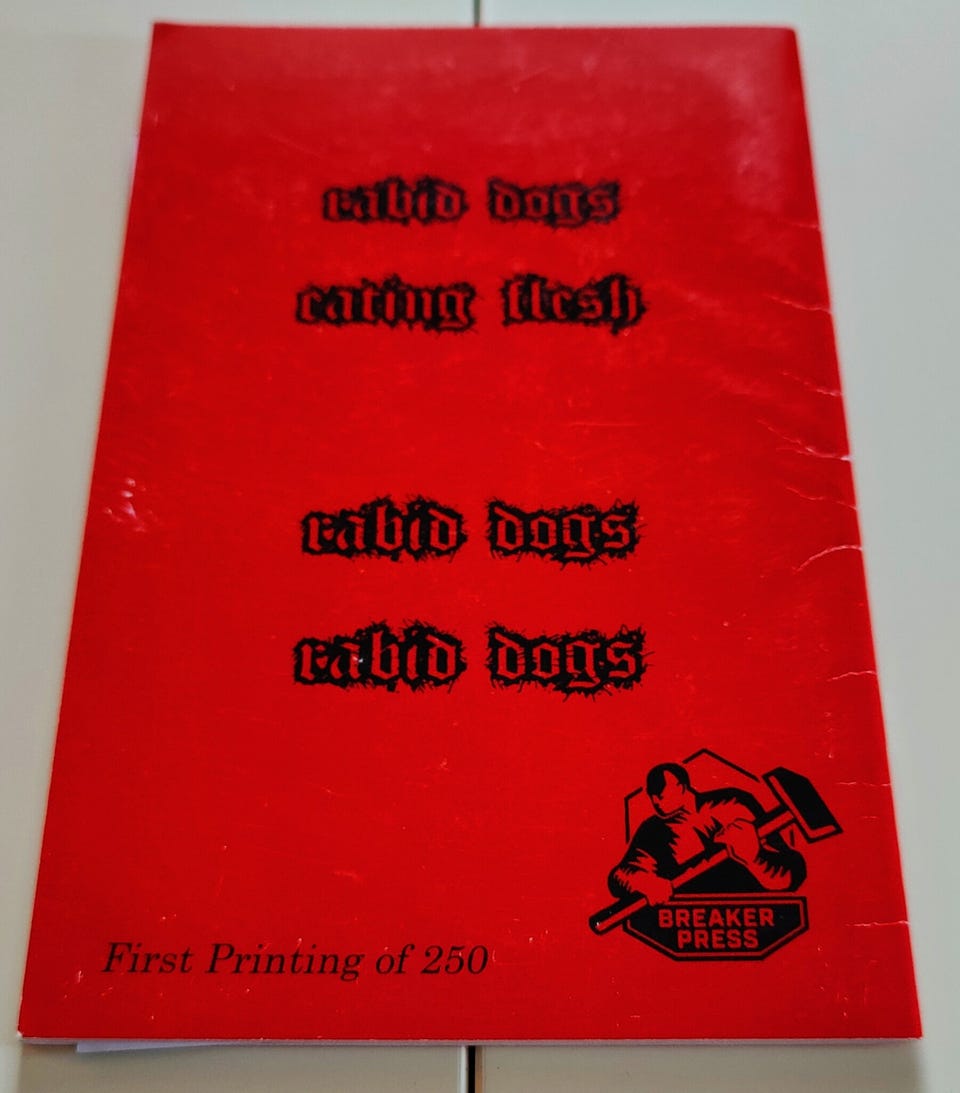 rabid dogs
eating flesh
rabid dogs
rabid dogs
BREAKER
PRESS
First Printing of 250